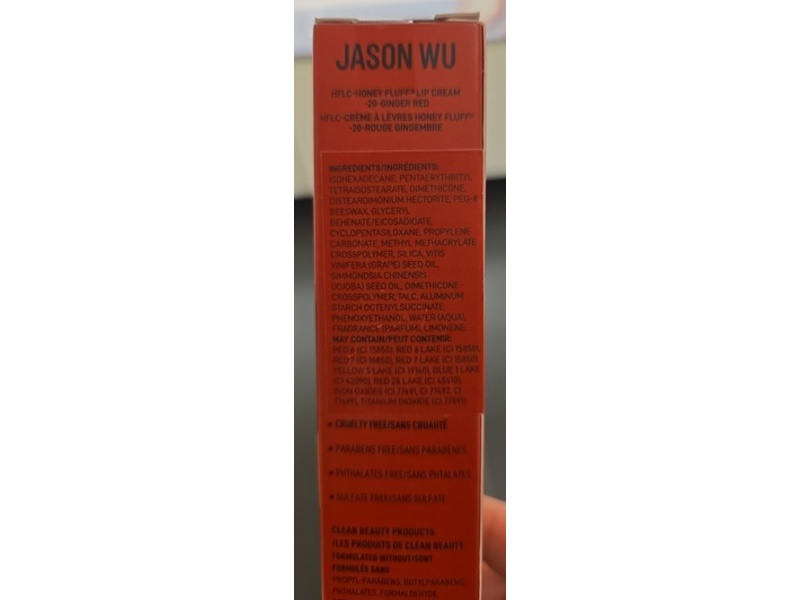 JASON WU
HFLC-HONEY FLUFF® LIP CREAM
-20-GINGER RED
HFLC-CRÈME À LÈVRES HONEY FLUFF®
-20-ROUGE GINGEMBRE
INGREDIENTS/INGRÉDIENTS:
ISOHEXADECANE, PENTAERYTHRITYL
TETRAISOSTEARATE, DIMETHICONE,
DISTEARDIMONIUM HECTORITE, PEG-8
BEESWAX, GLYCERYL
BEHENATE/EICOSADIOATE,
CYCLOPENTASILOXANE, PROPYLENE
CARBONATE, METHYL METHACRYLATE
CROSSPOLYMER, SILICA, VITIS
VINIFERA (GRAPE) SEED OIL,
SIMMONDSIA CHINENSIS
(JOJOBA) SEED OIL, DIMETHICONE
CROSSPOLYMER, TALC, ALUMINUM
STARCH OCTENYLSUCCINATE,
PHENOXYETHANOL, WATER (AQUA),
FRAGRANCE (PARFUM), LIMONENE.
MAY CONTAIN/PEUT CONTENIR:
RED 6 (CI 15850), RED 6 LAKE (CI 15850),
RED 7 (CI 15850), RED 7 LAKE (CI 15850),
YELLOW 5 LAKE (CI 19140), BLUE 1 LAKE
(CI 42090), RED 28 LAKE (CI 45410),
IRON OXIDES (CI 77491, CI 77492, CI
77499), TITANIUM DIOXIDE (CI 77891).
• CRUELTY FREE/SANS CRUAUTÉ
• PARABENS FREE/SANS PARABÈNES
• PHTHALATES FREE/SANS PHTALATES
• SULFATE FREE/SANS SULFATE
CLEAN BEAUTY PRODUCTS
/LES PRODUITS DE CLEAN BEAUTY
FORMULATED WITHOUT/SONT
FORMULÉS SANS
PROPYL-PARABENS, BUTYLPARABENS,
PHTHALATES, FORMALDEHYDE,